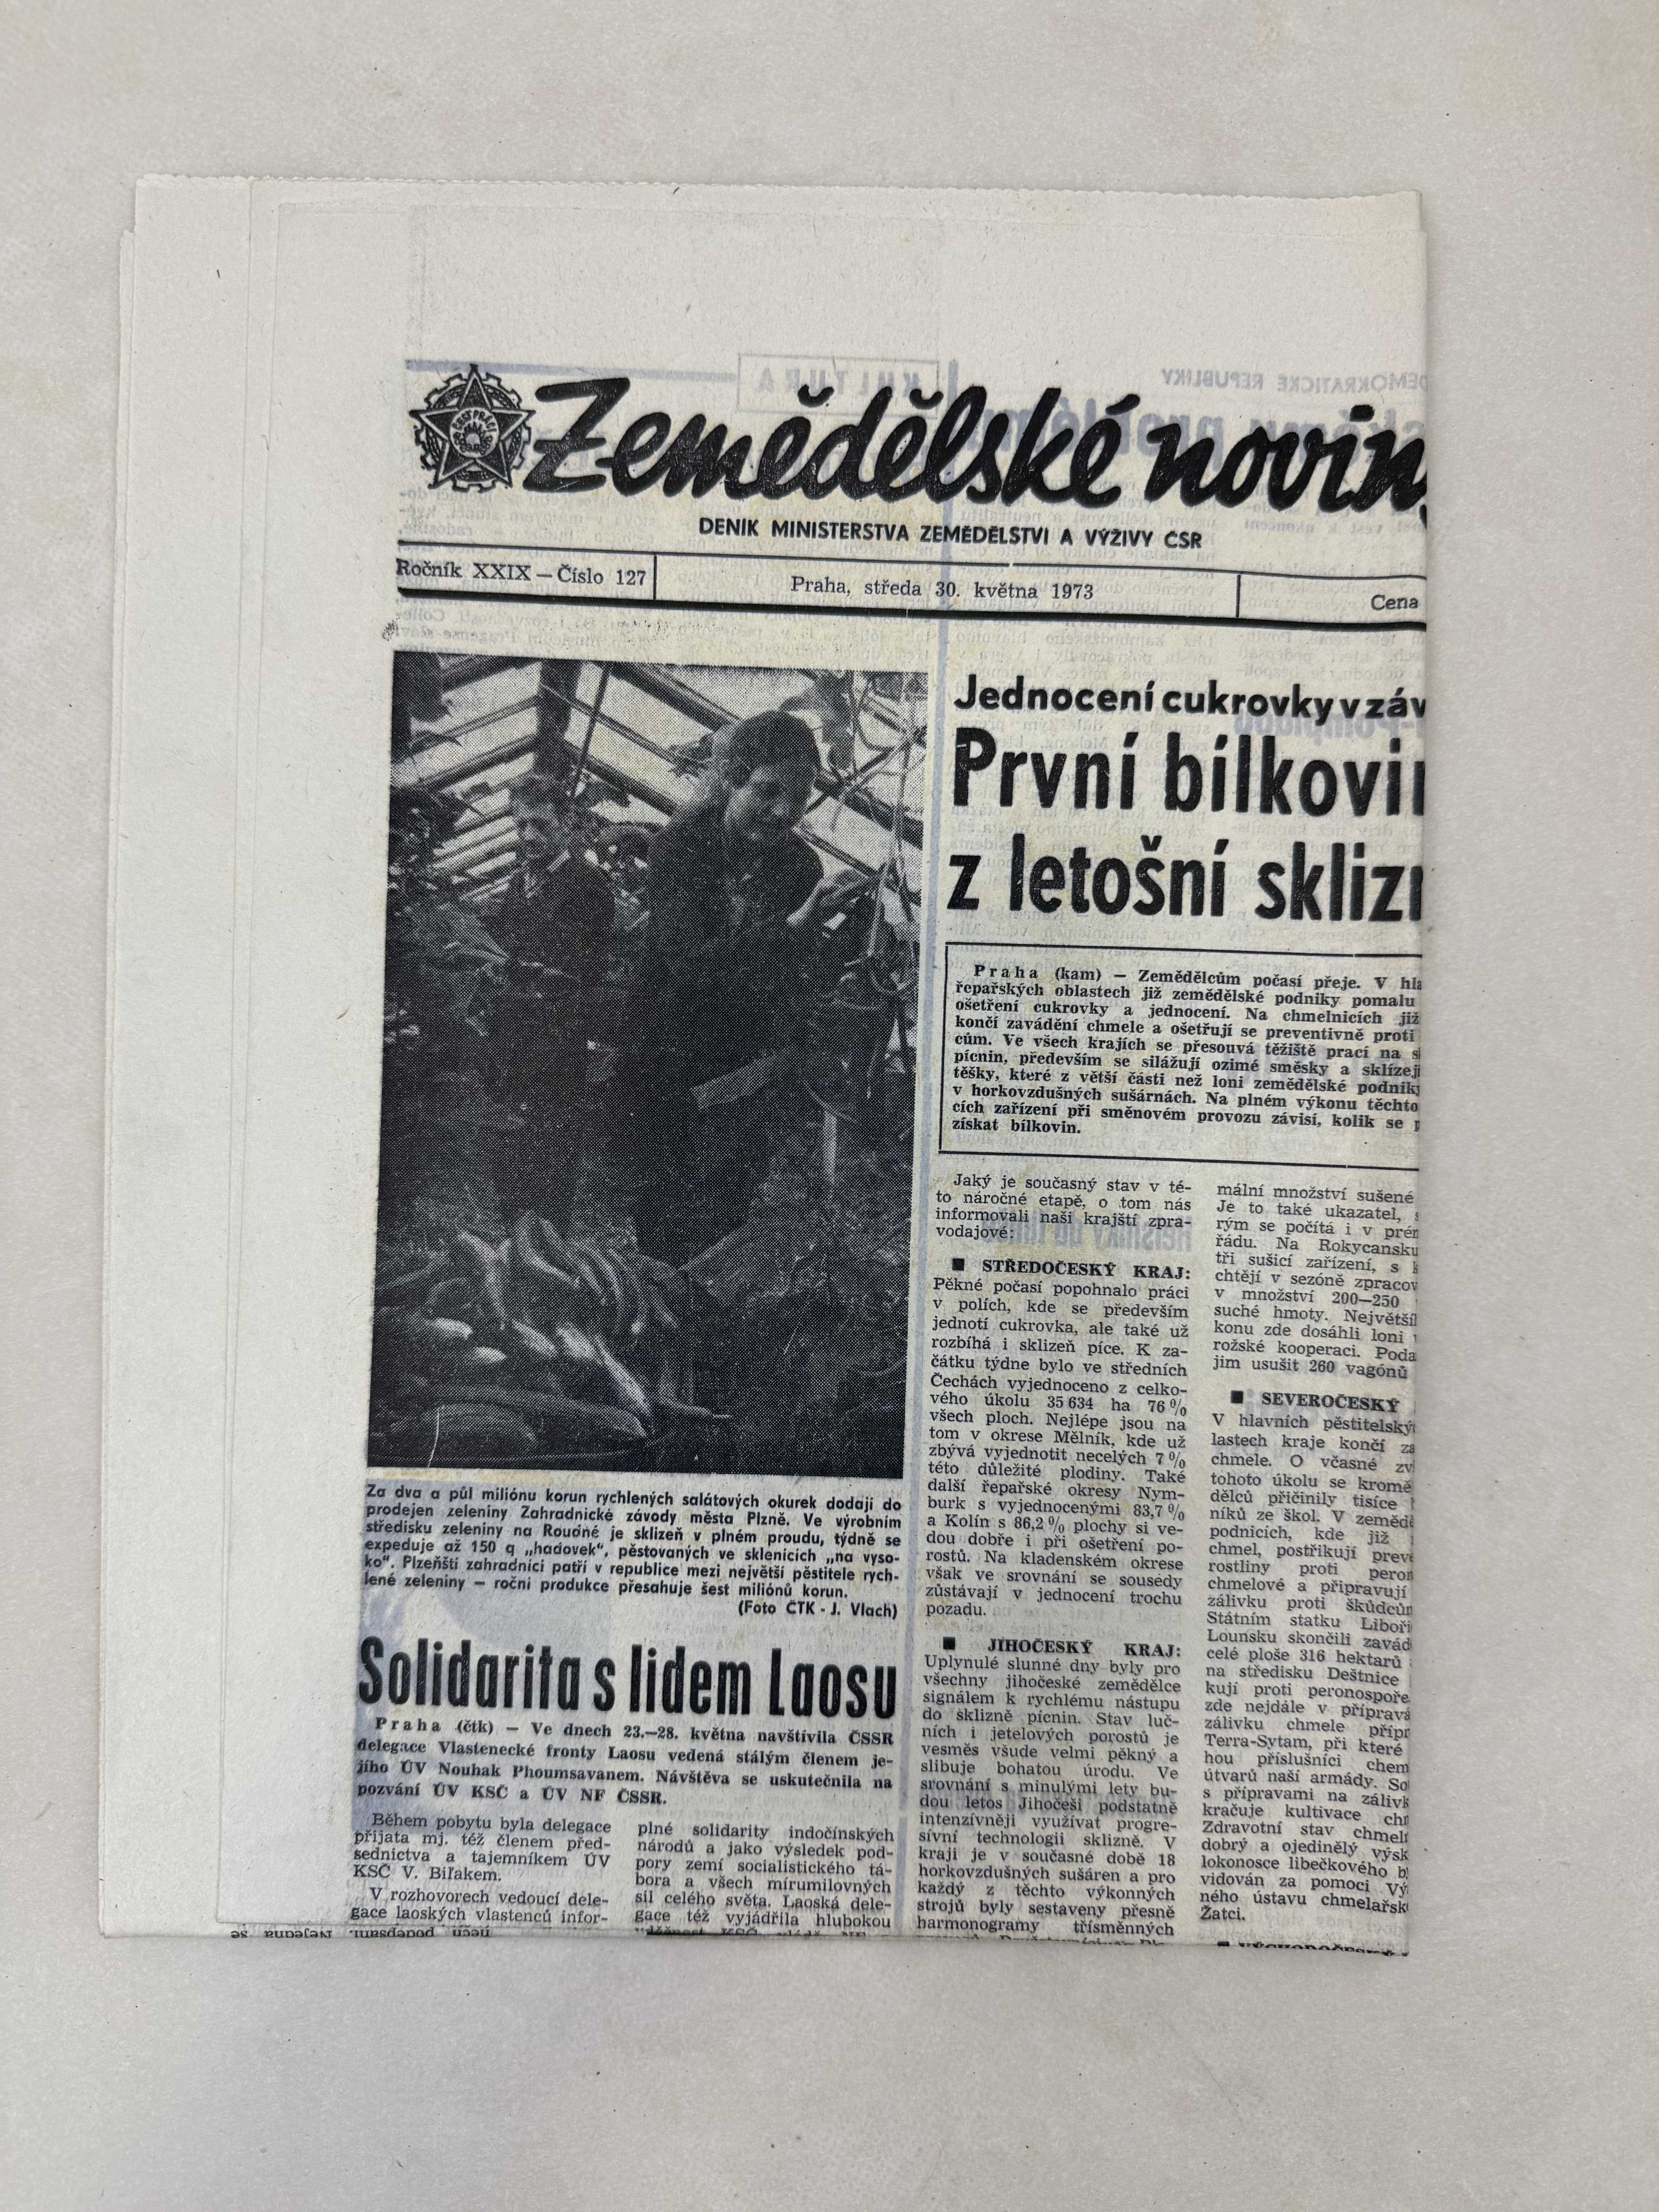 Zemědělské novin
DENÍK MINISTERSTVA ZEMĚDĚLSTVÍ A VÝŽIVY ČSR
Ročník XXIX — Číslo 127
Praha, středa 30. května 1973
Cena
Za dva a půl miliónu korun rychlených salátových okurek dodají do
prodejen zeleniny Zahradnické závody města Plzně. Ve výrobním
středisku zeleniny na Roudné je sklizeň v plném proudu, týdně se
expeduje až 150 q „hadovek“, pěstovaných ve sklenících „na vyso-
ko“. Plzeňští zahradníci patří v republice mezi největší pěstitele rych-
lené zeleniny — roční produkce přesahuje šest miliónů korun.
(Foto ČTK - J. Vlach)
Solidarita s lidem Laosu
Praha (čtk) — Ve dnech 23.—28. května navštívila ČSSR
delegace Vlastenecké fronty Laosu vedená stálým členem je-
jího ÚV Nouhak Phoumsavanem. Návštěva se uskutečnila na
pozvání ÚV KSČ a ÚV NF ČSSR.
Během pobytu byla delegace
přijata mj. též členem před-
sednictva a tajemníkem ÚV
KSČ V. Biľakem.
V rozhovorech vedoucí dele-
gace laoských vlastenců infor-
plné solidarity indočínských
národů a jako výsledek pod-
pory zemí socialistického tá-
bora a všech mírumilovných
sil celého světa. Laoská dele-
gace též vyjádřila hlubokou
Jednocení cukrovky v záv
První bílkovin
z letošní skliz
Praha (kam) — Zemědělcům počasí přeje. V hla
řepařských oblastech již zemědělské podniky pomalu
ošetření cukrovky a jednocení. Na chmelnicích již
končí zavádění chmele a ošetřují se preventivně proti
cům. Ve všech krajích se přesouvá těžiště prací na s
pícnin, především se silážují ozimé směsky a sklízejí
těšky, které z větší části než loni zemědělské podniky
v horkovzdušných sušárnách. Na plném výkonu těchto
cích zařízení při směnovém provozu závisí, kolik se p
získat bílkovin.
Jaký je současný stav v té-
to náročné etapě, o tom nás
informovali naši krajští zpra-
vodajové:
■ STŘEDOČESKÝ KRAJ:
Pěkné počasí popohnalo práci
v polích, kde se především
jednotí cukrovka, ale také už
rozbíhá i sklizeň píce. K za-
čátku týdne bylo ve středních
Čechách vyjednoceno z celko-
vého úkolu 35 634 ha 76 %
všech ploch. Nejlépe jsou na
tom v okrese Mělník, kde už
zbývá vyjednotit necelých 7 %
této důležité plodiny. Také
další řepařské okresy Nym-
burk s vyjednocenými 83,7 %
a Kolín s 86,2 % plochy si ve-
dou dobře i při ošetření po-
rostů. Na kladenském okrese
však ve srovnání se sousedy
zůstávají v jednocení trochu
pozadu.
■ JIHOČESKÝ KRAJ:
Uplynulé slunné dny byly pro
všechny jihočeské zemědělce
signálem k rychlému nástupu
do sklizně pícnin. Stav luč-
ních i jetelových porostů je
vesměs všude velmi pěkný a
slibuje bohatou úrodu. Ve
srovnání s minulými lety bu-
dou letos Jihočeši podstatně
intenzívněji využívat progre-
sívní technologii sklizně. V
kraji je v současné době 18
horkovzdušných sušáren a pro
každý z těchto výkonných
strojů byly sestaveny přesně
harmonogramy třísměnných
mální množství sušené
Je to také ukazatel,
rým se počítá i v prém
řádu. Na Rokycansku
tři sušicí zařízení, s
chtějí v sezóně zpracov
v množství 200—250
suché hmoty. Největší
konu zde dosáhli loni
rožské kooperaci. Poda
jim usušit 260 vagónů
■ SEVEROČESKÝ
V hlavních pěstitelský
lastech kraje končí za
chmele. O včasné zv
tohoto úkolu se kromě
dělců přičinily tisíce
níků ze škol. V zeměd
podnicích, kde již
chmel, postřikují prev
rostliny proti peron
chmelové a připravují
zálivku proti škůdcům
Státním statku Liboři
Lounsku skončili zavád
celé ploše 316 hektarů
na středisku Deštnice
kují proti peronospoře
zde nejdále v přípravá
zálivku chmele přípr
Terra-Sytam, při které
hou příslušníci chem
útvarů naší armády. So
s přípravami na zálivk
kračuje kultivace chm
Zdravotní stav chmel
dobrý a ojedinělý výsk
lokonosce libečkového b
vidován za pomoci Vý
ného ústavu chmelařsk
Žatci.